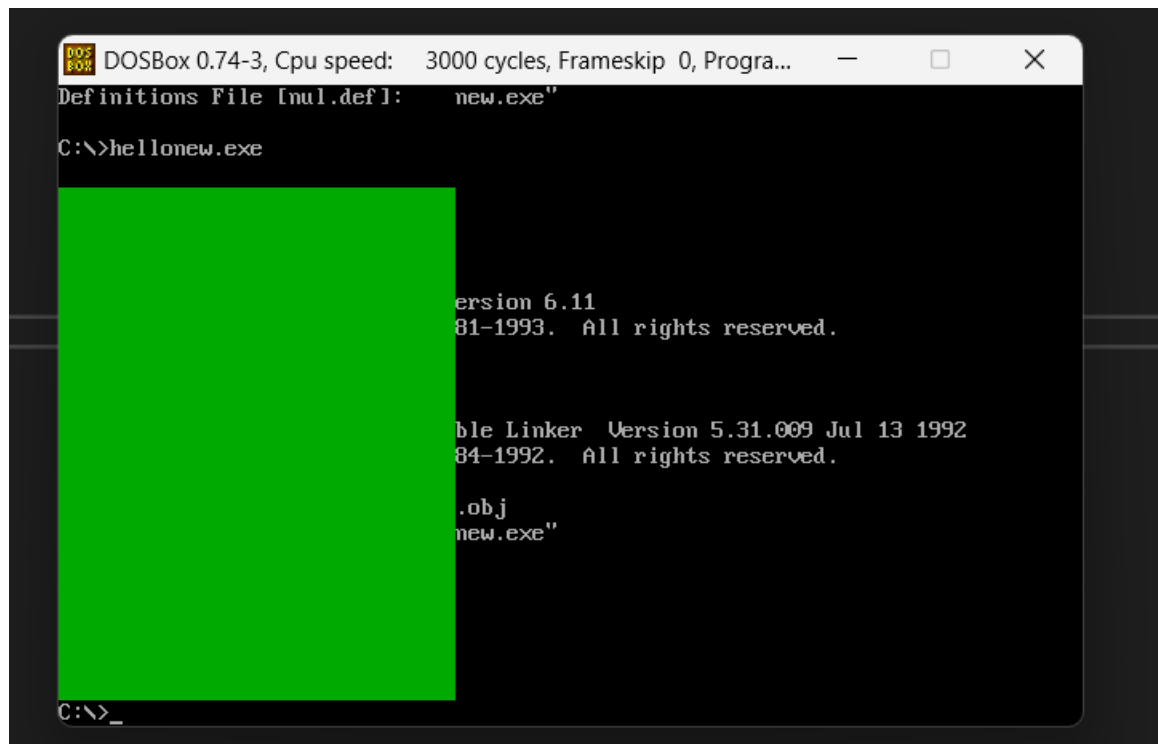 DOSBox 0.74-3, Cpu speed: 3000 cycles, Frameskip 0, Progra...
Definitions File [nul.def]: new.exe"
C:\>hellonew.exe
ersion 6.11
81-1993. All rights reserved.
ble Linker Version 5.31.009 Jul 13 1992
84-1992. All rights reserved.
.obj
new.exe"
C:\>_